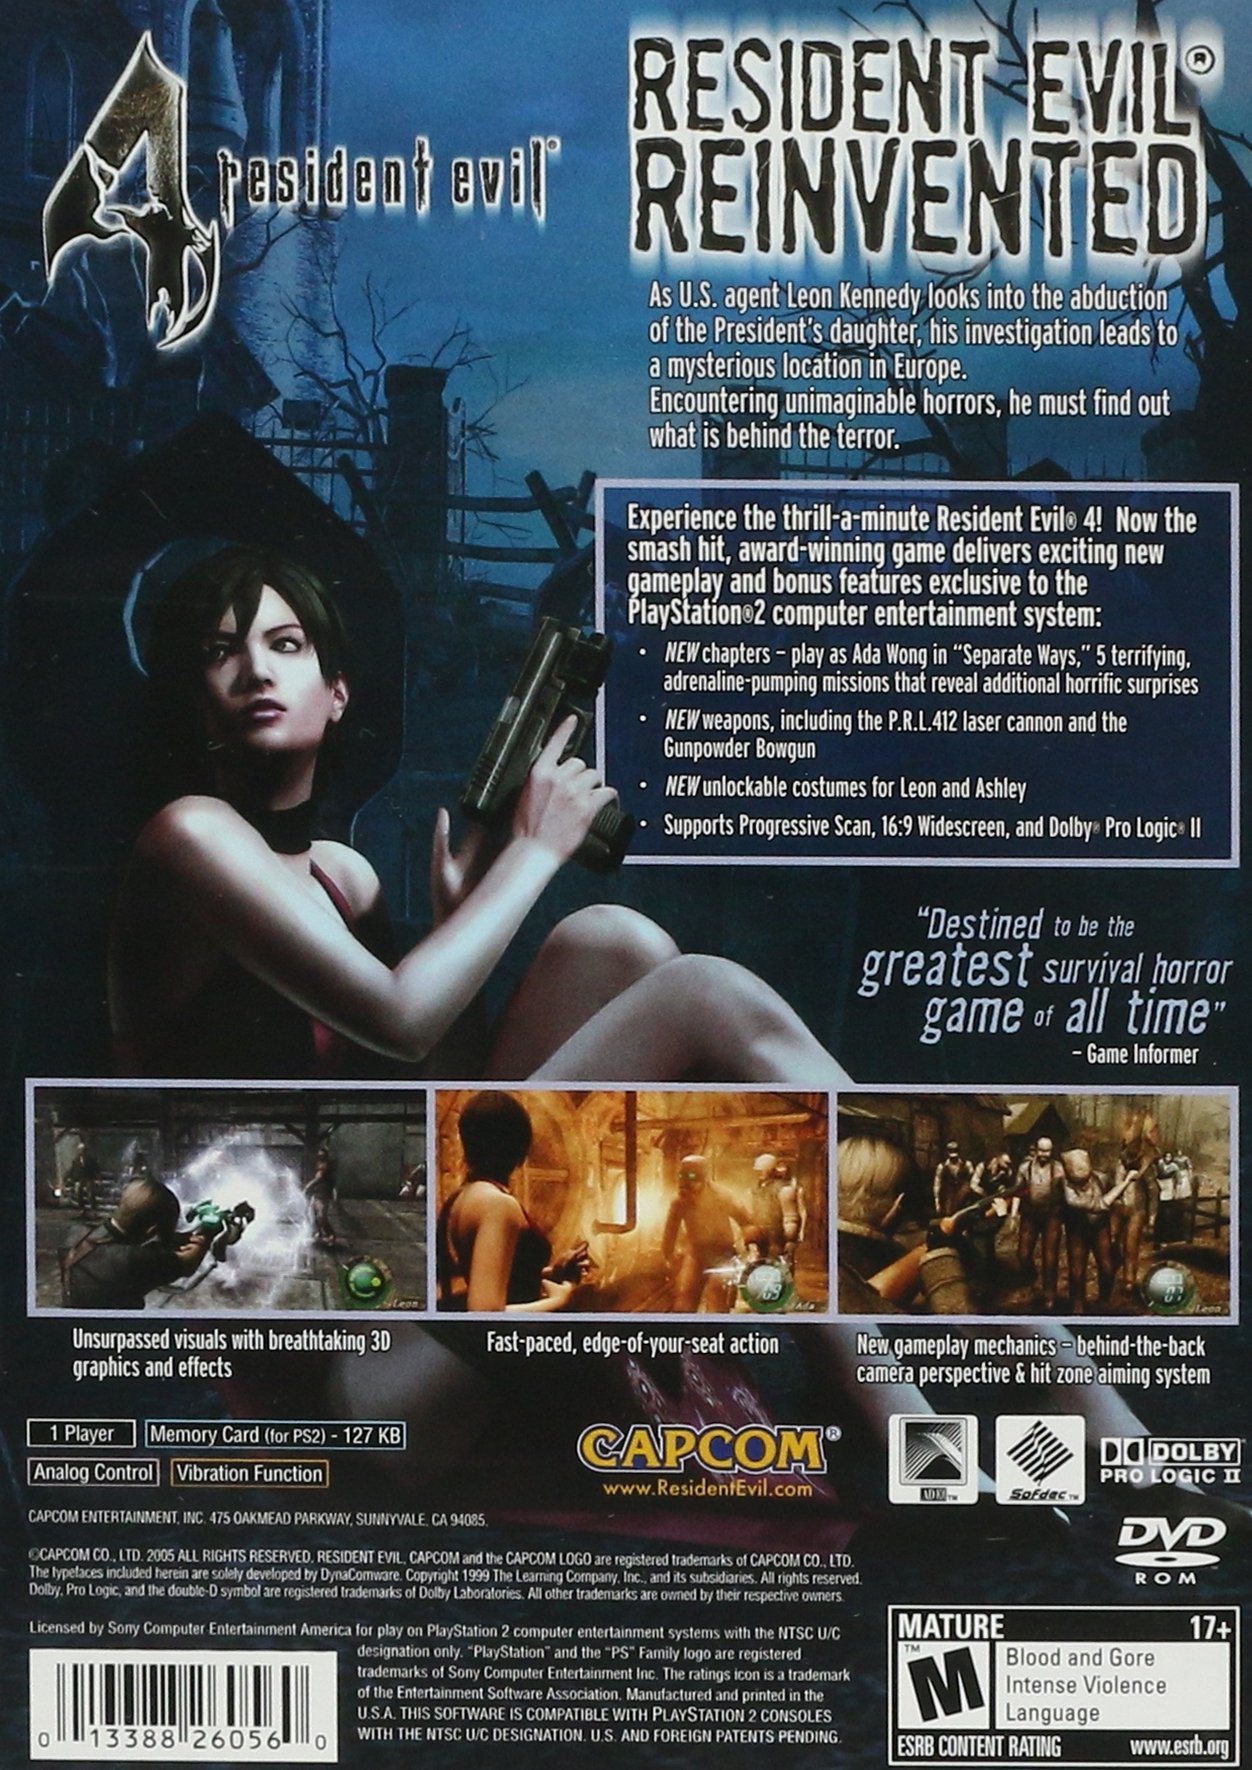 4 resident evil®
RESIDENT EVIL®
REINVENTED
As U.S. agent Leon Kennedy looks into the abduction
of the President's daughter, his investigation leads to
a mysterious location in Europe.
Encountering unimaginable horrors, he must find out
what is behind the terror.
Experience the thrill-a-minute Resident Evil® 4! Now the
smash hit, award-winning game delivers exciting new
gameplay and bonus features exclusive to the
PlayStation®2 computer entertainment system:
• NEW chapters – play as Ada Wong in “Separate Ways,” 5 terrifying,
adrenaline-pumping missions that reveal additional horrific surprises
• NEW weapons, including the P.R.L.412 laser cannon and the
Gunpowder Bowgun
• NEW unlockable costumes for Leon and Ashley
• Supports Progressive Scan, 16:9 Widescreen, and Dolby® Pro Logic® II
“Destined to be the
greatest survival horror
game of all time”
– Game Informer
Leon
Ada
Leon
Unsurpassed visuals with breathtaking 3D
graphics and effects
Fast-paced, edge-of-your-seat action
New gameplay mechanics – behind-the-back
camera perspective & hit zone aiming system
1 Player
Memory Card (for PS2) - 127 KB
Analog Control
Vibration Function
CAPCOM®
www.ResidentEvil.com
ADX™
Sofdec™
DOLBY
PRO LOGIC II
CAPCOM ENTERTAINMENT, INC. 475 OAKMEAD PARKWAY, SUNNYVALE, CA 94085.
©CAPCOM CO., LTD. 2005 ALL RIGHTS RESERVED. RESIDENT EVIL, CAPCOM and the CAPCOM LOGO are registered trademarks of CAPCOM CO., LTD.
The typefaces included herein are solely developed by DynaComware. Copyright 1999 The Learning Company, Inc., and its subsidiaries. All rights reserved.
Dolby, Pro Logic, and the double-D symbol are registered trademarks of Dolby Laboratories. All other trademarks are owned by their respective owners.
DVD
ROM
Licensed by Sony Computer Entertainment America for play on PlayStation 2 computer entertainment systems with the NTSC U/C
designation only. “PlayStation” and the “PS” Family logo are registered
trademarks of Sony Computer Entertainment Inc. The ratings icon is a trademark
of the Entertainment Software Association. Manufactured and printed in the
U.S.A. THIS SOFTWARE IS COMPATIBLE WITH PLAYSTATION 2 CONSOLES
WITH THE NTSC U/C DESIGNATION. U.S. AND FOREIGN PATENTS PENDING.
0 13388 26056 0
MATURE 17+
M™
Blood and Gore
Intense Violence
Language
ESRB CONTENT RATING www.esrb.org